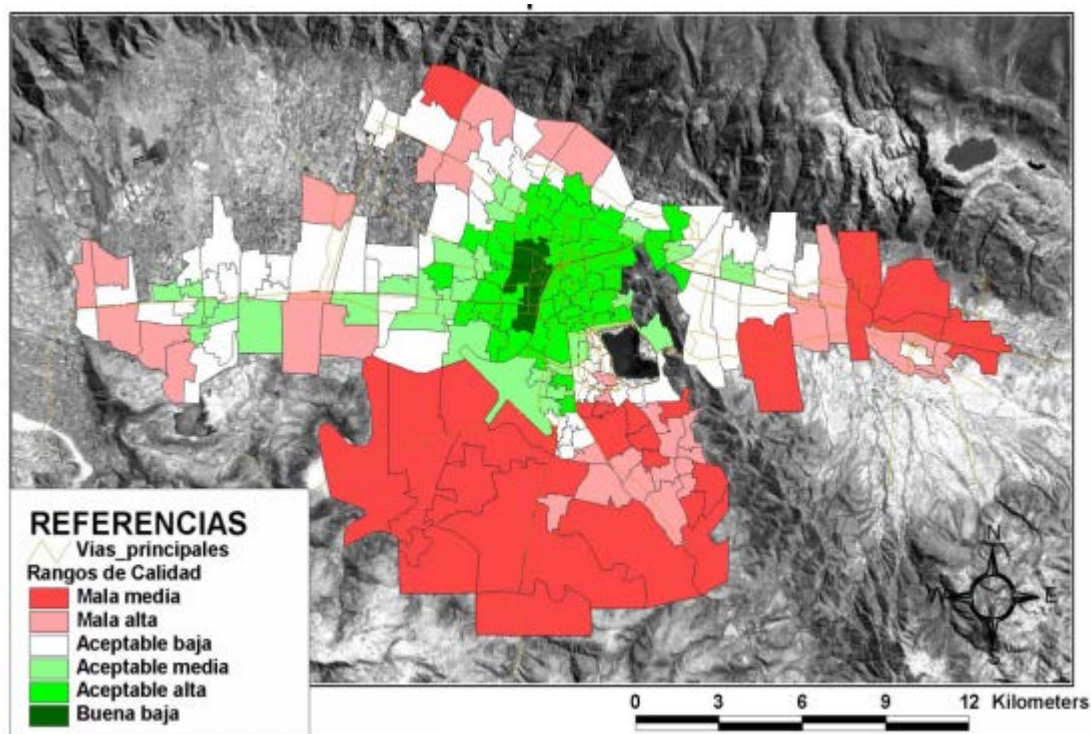 REFERENCIAS
Vias_principales
Rangos de Calidad
Mala media
Mala alta
Aceptable baja
Aceptable media
Aceptable alta
Buena baja
N
W E
S
0 3 6 9 12 Kilometers